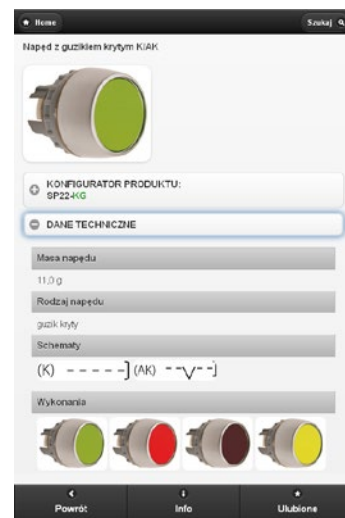 Home Szukaj
Napęd z guzikiem krytym K|AK
KONFIGURATOR PRODUKTU:
SP22-KG
DANE TECHNICZNE
Masa napędu
11,0 g
Rodzaj napędu
guzik kryty
Schematy
(K) (AK)
Wykonania
Powrót Info Ulubione